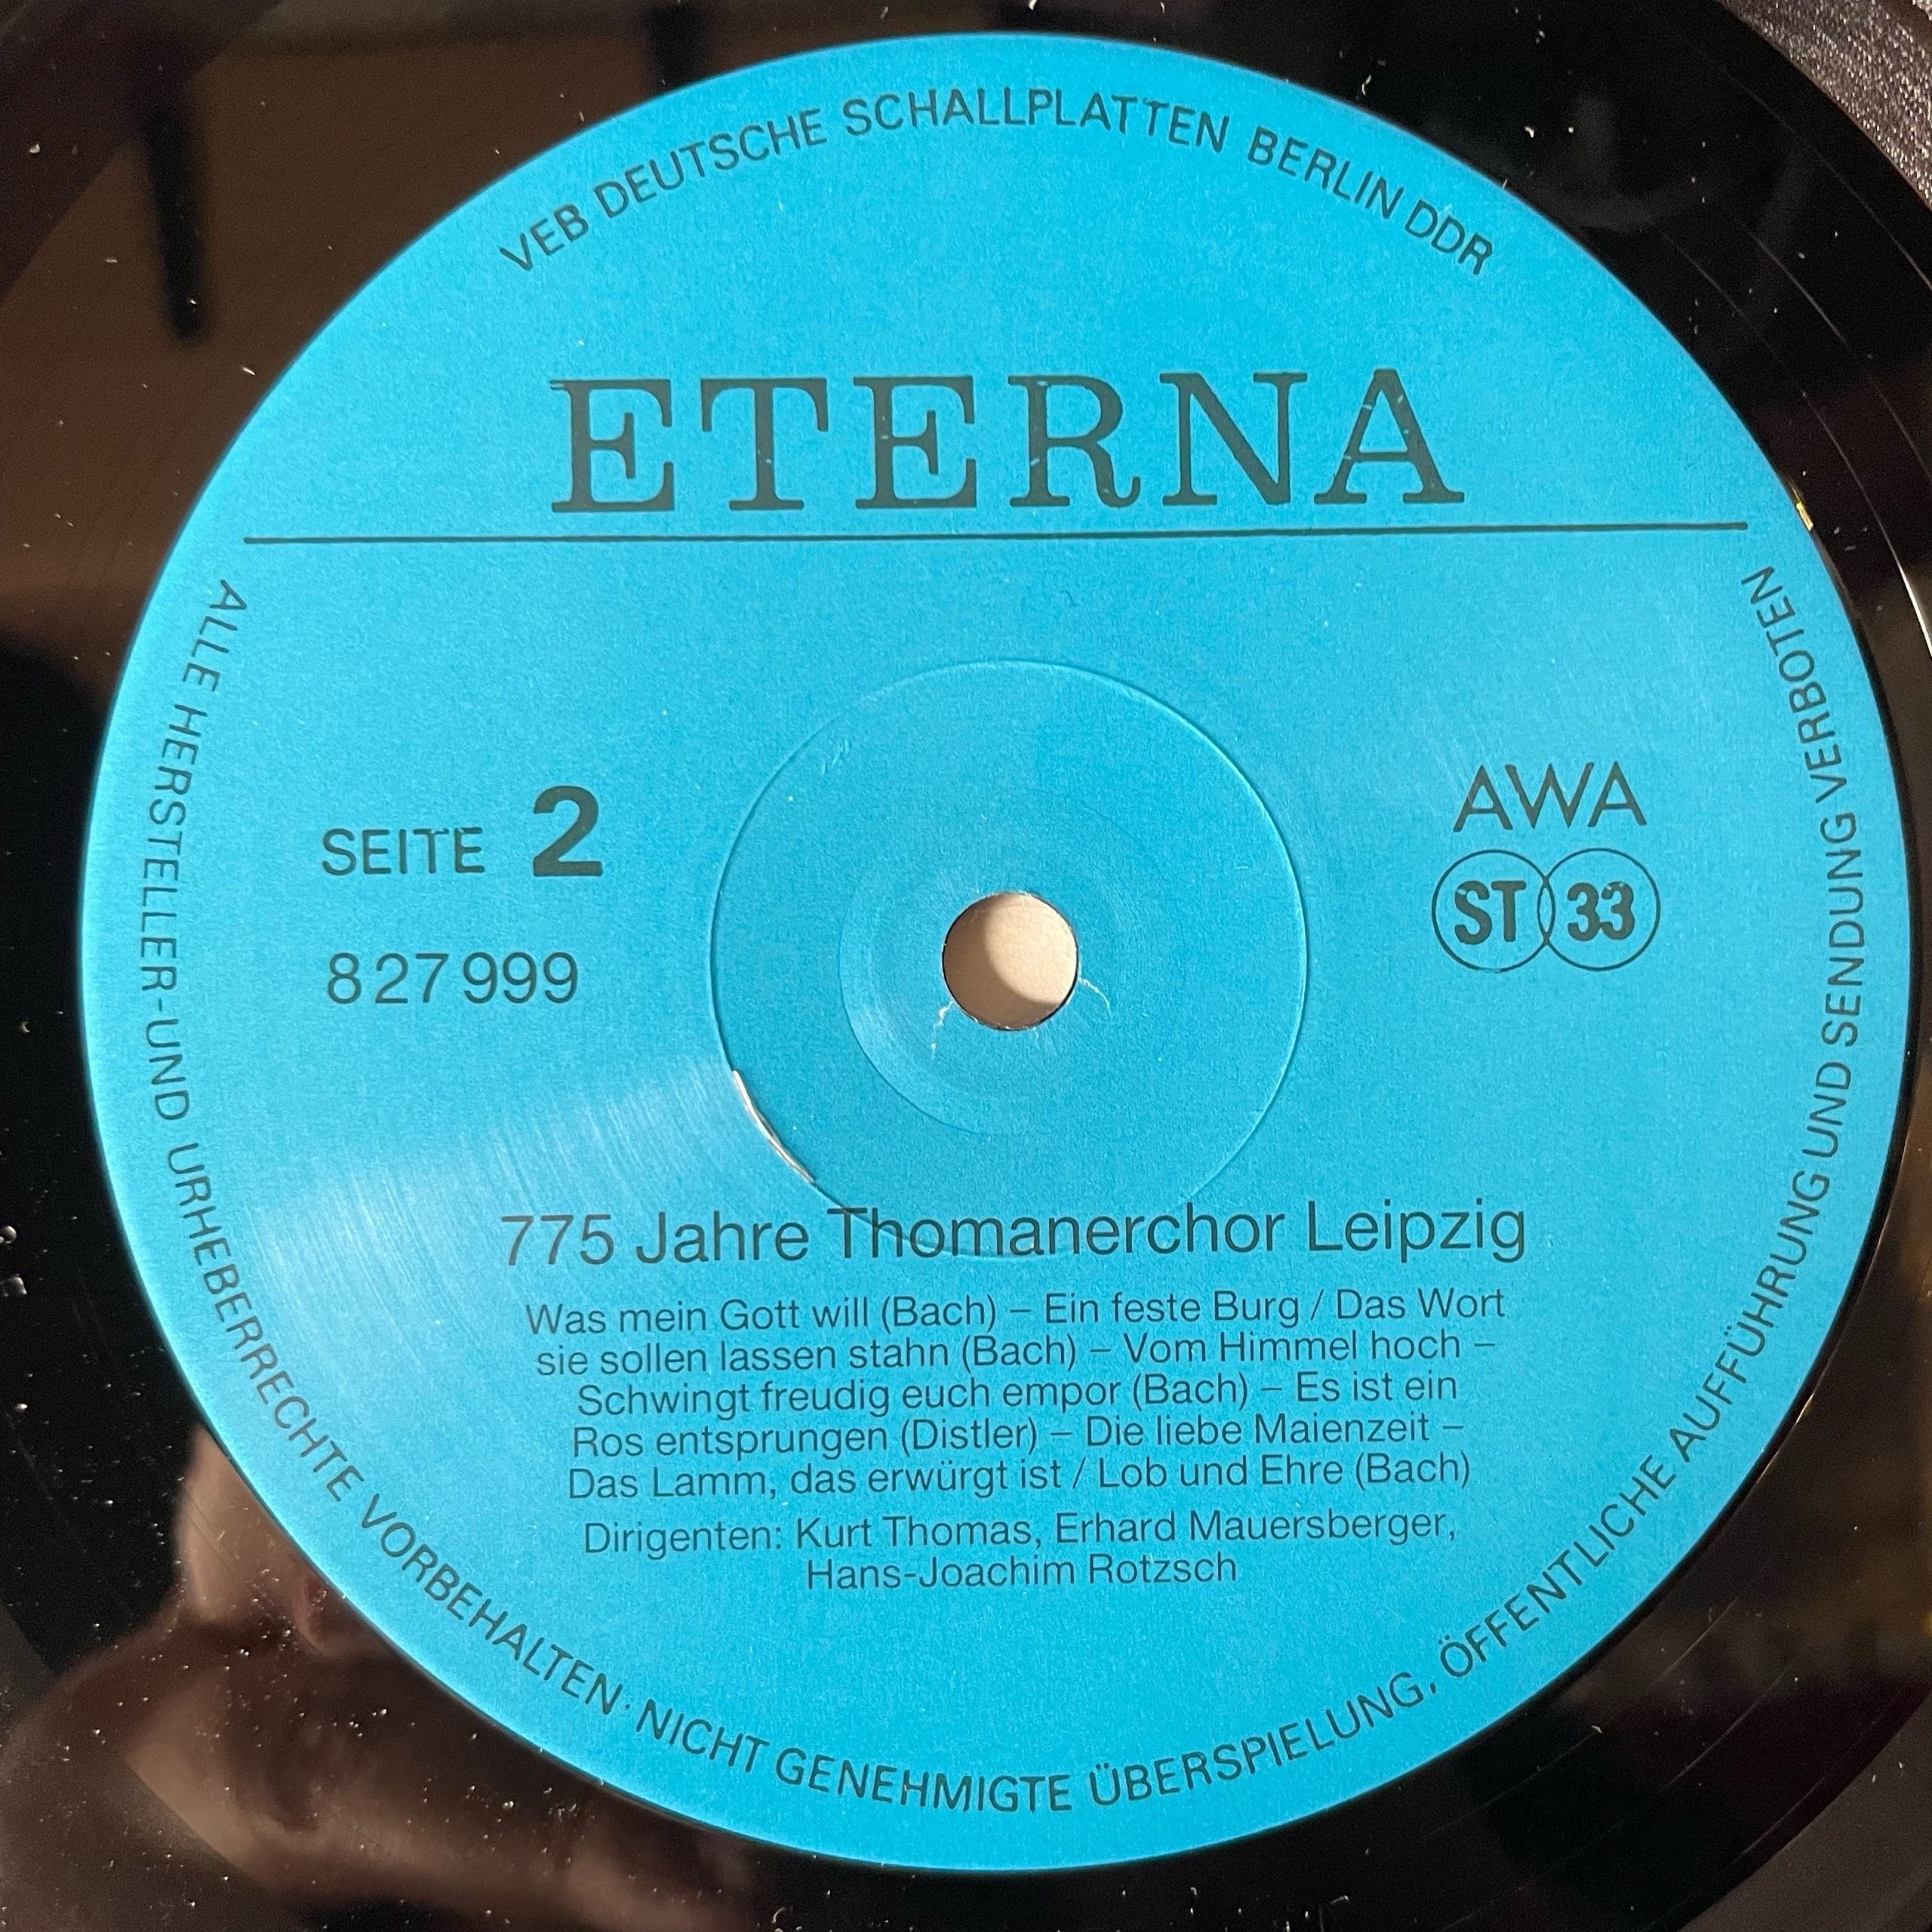 VEB DEUTSCHE SCHALLPLATTEN BERLIN DDR
ETERNA
SEITE 2
827999
AWA
ST 33
775 Jahre Thomanerchor Leipzig
Was mein Gott will (Bach) – Ein feste Burg / Das Wort
sie sollen lassen stahn (Bach) – Vom Himmel hoch –
Schwingt freudig euch empor (Bach) – Es ist ein
Ros entsprungen (Distler) – Die liebe Maienzeit –
Das Lamm, das erwürgt ist / Lob und Ehre (Bach)
Dirigenten: Kurt Thomas, Erhard Mauersberger,
Hans-Joachim Rotzsch
ALLE HERSTELLER-UND URHEBERRECHTE VORBEHALTEN · NICHT GENEHMIGTE ÜBERSPIELUNG, ÖFFENTLICHE AUFFÜHRUNG UND SENDUNG VERBOTEN